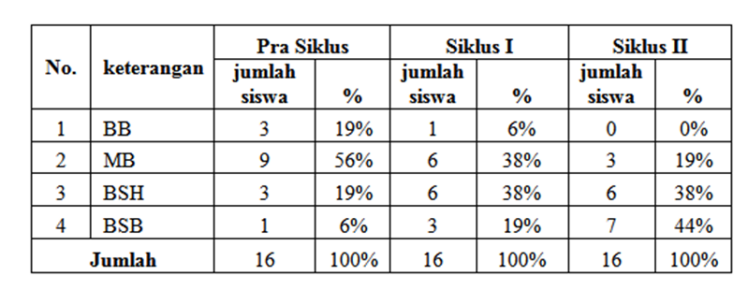 No. keterangan Pra Siklus Siklus I Siklus II
jumlah siswa % jumlah siswa % jumlah siswa %
1 BB 3 19% 1 6% 0 0%
2 MB 9 56% 6 38% 3 19%
3 BSH 3 19% 6 38% 6 38%
4 BSB 1 6% 3 19% 7 44%
Jumlah 16 100% 16 100% 16 100%